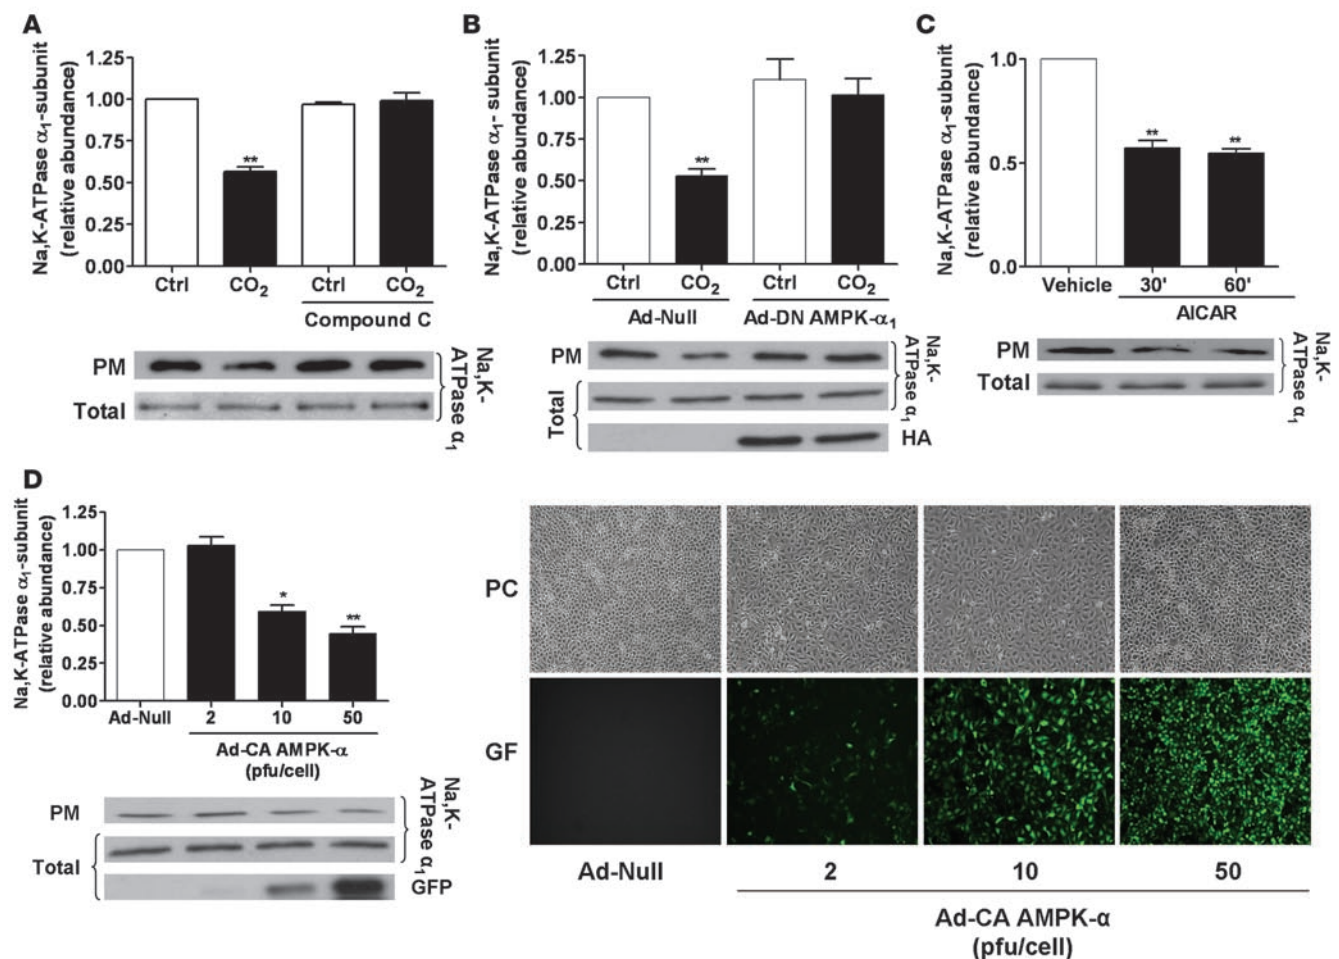 A
Na,K-ATPase α₁-subunit
(relative abundance)
1.25
1.00
0.75
0.50
0.25
0.00
**
Ctrl
CO₂
Ctrl
CO₂
Compound C
PM
Total
Na,K-
ATPase α₁
B
Na,K-ATPase α₁- subunit
(relative abundance)
1.25
1.00
0.75
0.50
0.25
0.00
**
Ctrl
CO₂
Ctrl
CO₂
Ad-Null
Ad-DN AMPK-α₁
PM
Total
Na,K-
ATPase α₁
HA
C
Na,K-ATPase α₁-subunit
(relative abundance)
1.0
0.5
0.0
**
**
Vehicle
30'
60'
AICAR
PM
Total
Na,K-
ATPase α₁
D
Na,K-ATPase α₁-subunit
(relative abundance)
1.25
1.00
0.75
0.50
0.25
0.00
*
**
Ad-Null
2
10
50
Ad-CA AMPK-α
(pfu/cell)
PM
Total
Na,K-
ATPase α₁
GFP
PC
GF
Ad-Null
2
10
50
Ad-CA AMPK-α
(pfu/cell)